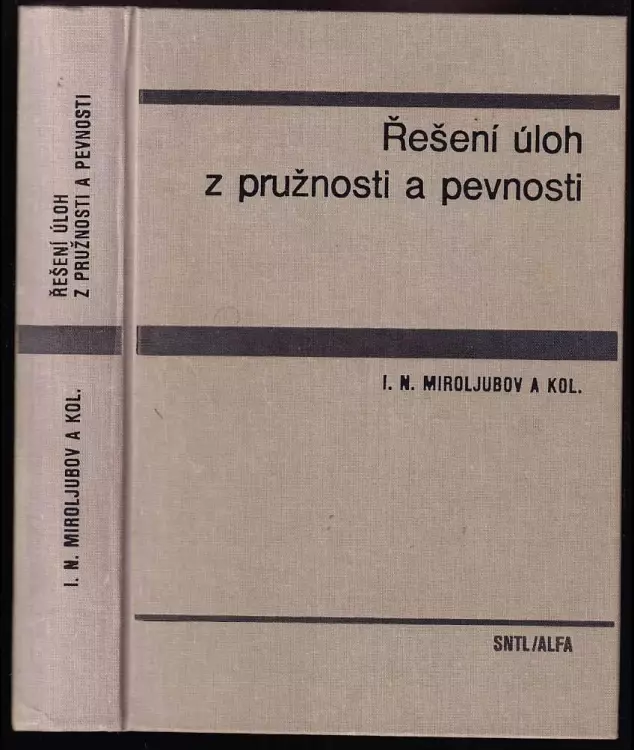 Řešení úloh
z pružnosti a pevnosti
I. N. MIROLJUBOV A KOL.
SNTL/ALFA
ŘEŠENÍ ÚLOH
Z PRUŽNOSTI A PEVNOSTI
I. N. MIROLJUBOV A KOL.